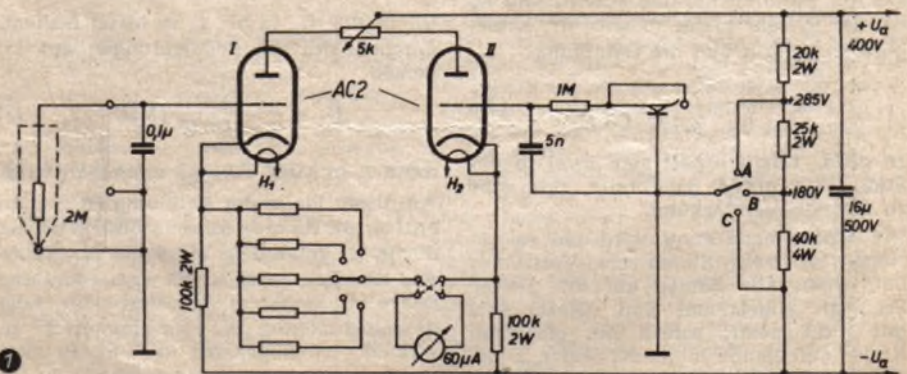 I
5k
II
AC2
0,1µ
2M
H₁
100k 2W
60µA
H₂
100k
2W
1M
5n
+Uₐ
400V
20k
2W
+285V
25k
2W
A
B
C
+180V
16µ
500V
40k
4W
-Uₐ
1